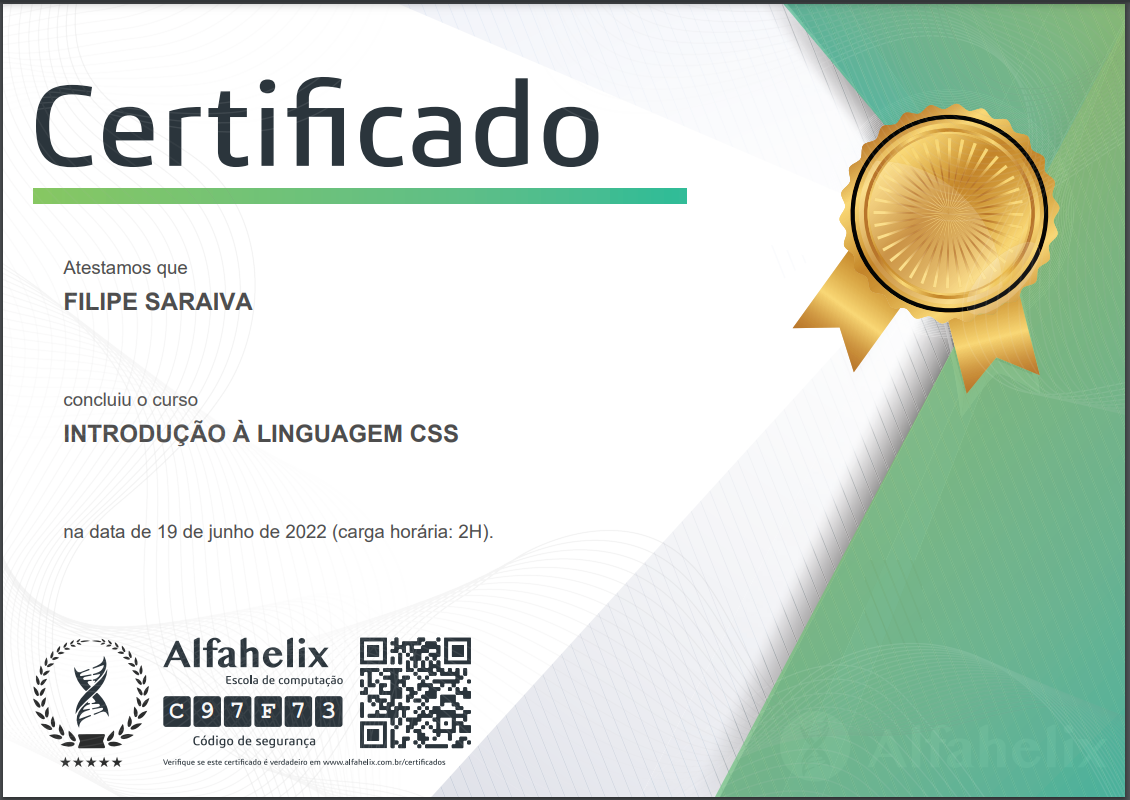 Certificado
Atestamos que
FILIPE SARAIVA
concluiu o curso
INTRODUÇÃO À LINGUAGEM CSS
na data de 19 de junho de 2022 (carga horária: 2H).
Alfahelix
Escola de computação
C97F73
Código de segurança
Verifique se este certificado é verdadeiro em www.alfahelix.com.br/certificados
Alfahelix